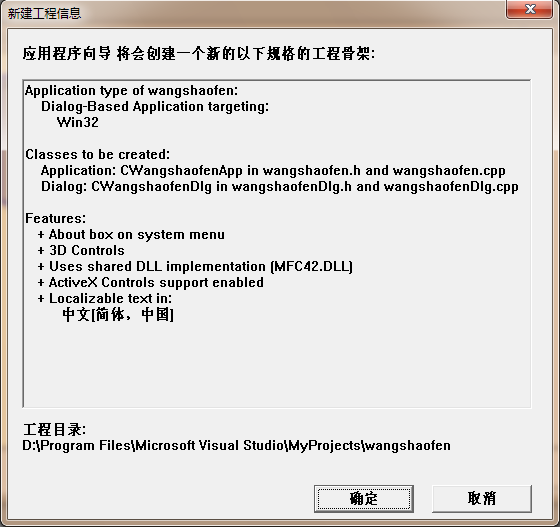 新建工程信息
应用程序向导 将会创建一个新的以下规格的工程骨架:
Application type of wangshaofen:
Dialog-Based Application targeting:
Win32
Classes to be created:
Application: CWangshaofenApp in wangshaofen.h and wangshaofen.cpp
Dialog: CWangshaofenDlg in wangshaofenDlg.h and wangshaofenDlg.cpp
Features:
+ About box on system menu
+ 3D Controls
+ Uses shared DLL implementation (MFC42.DLL)
+ ActiveX Controls support enabled
+ Localizable text in:
中文[简体，中国]
工程目录:
D:\Program Files\Microsoft Visual Studio\MyProjects\wangshaofen
确定 取消